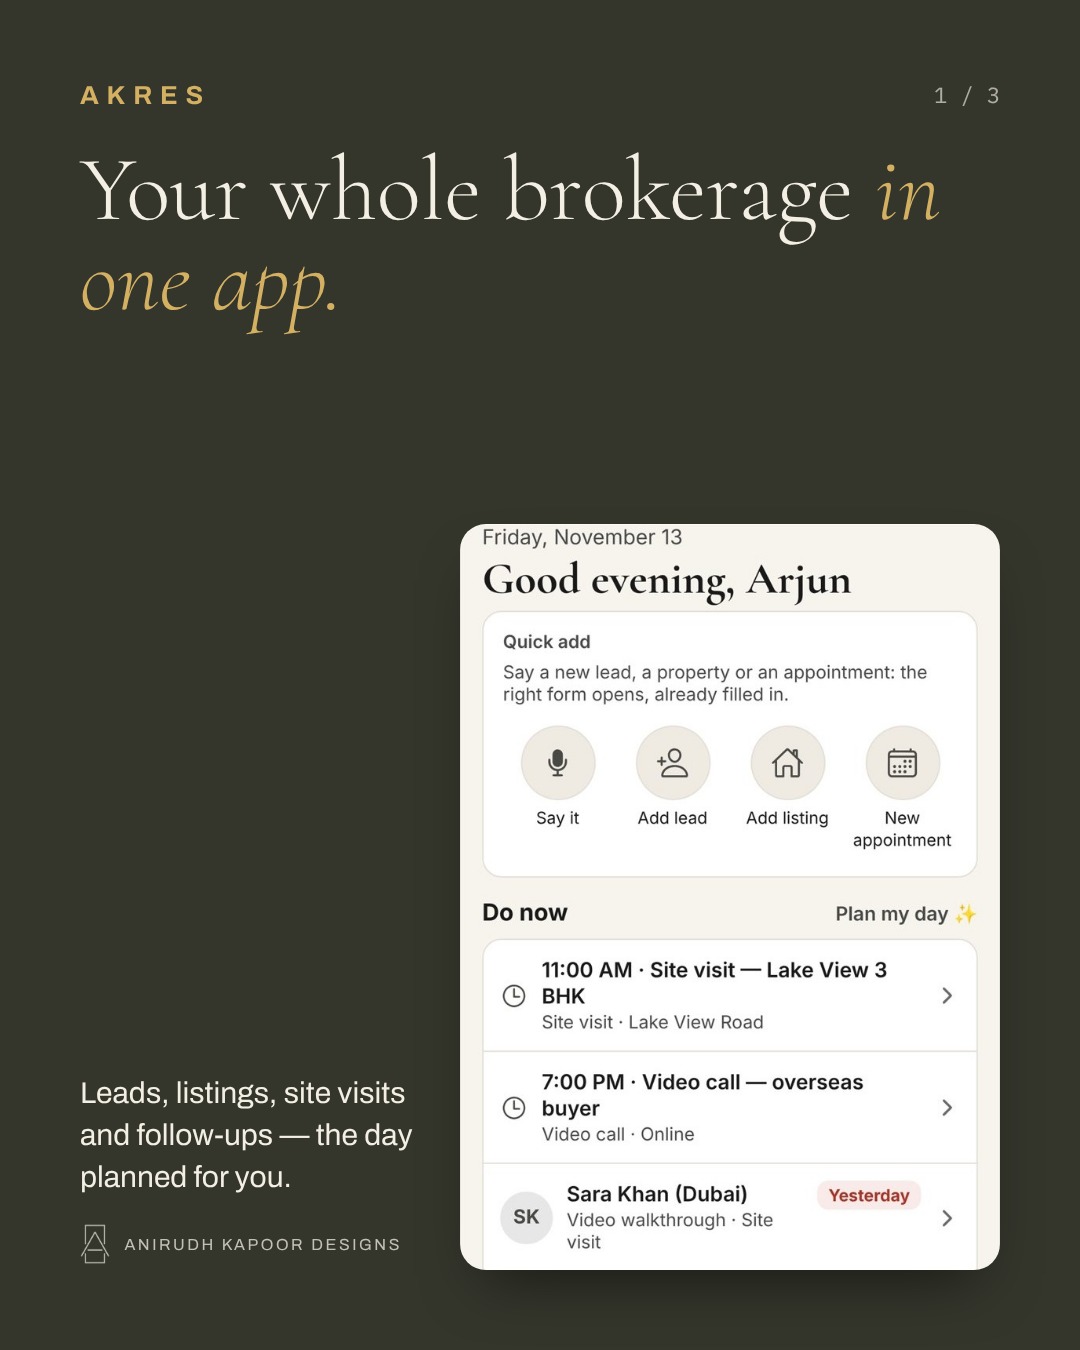 AKRES
1 / 3
Your whole brokerage in
one app.
Friday, November 13
Good evening, Arjun
Quick add
Say a new lead, a property or an appointment: the
right form opens, already filled in.
Say it
Add lead
Add listing
New
appointment
Do now
Plan my day ✨
11:00 AM · Site visit — Lake View 3
BHK
Site visit · Lake View Road
7:00 PM · Video call — overseas
buyer
Video call · Online
SK
Sara Khan (Dubai)
Yesterday
Video walkthrough · Site
visit
Leads, listings, site visits
and follow-ups — the day
planned for you.
ANIRUDH KAPOOR DESIGNS